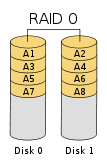 RAID 0
A1 A2
A3 A4
A5 A6
A7 A8
Disk 0 Disk 1